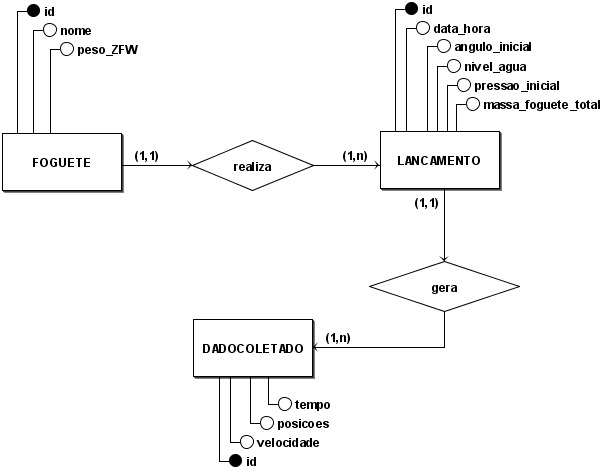 id
nome
peso_ZFW
FOGUETE
(1,1)
realiza
(1,n)
id
data_hora
angulo_inicial
nivel_agua
pressao_inicial
massa_foguete_total
LANCAMENTO
(1,1)
gera
(1,n)
DADOCOLETADO
tempo
posicoes
velocidade
id